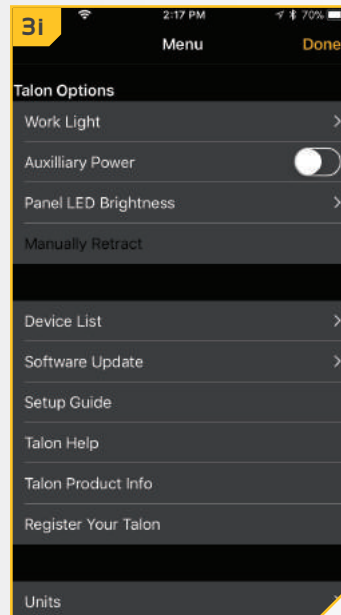 3i
2:17 PM
70%
Menu
Done
Talon Options
Work Light
Auxilliary Power
Panel LED Brightness
Manually Retract
Device List
Software Update
Setup Guide
Talon Help
Talon Product Info
Register Your Talon
Units